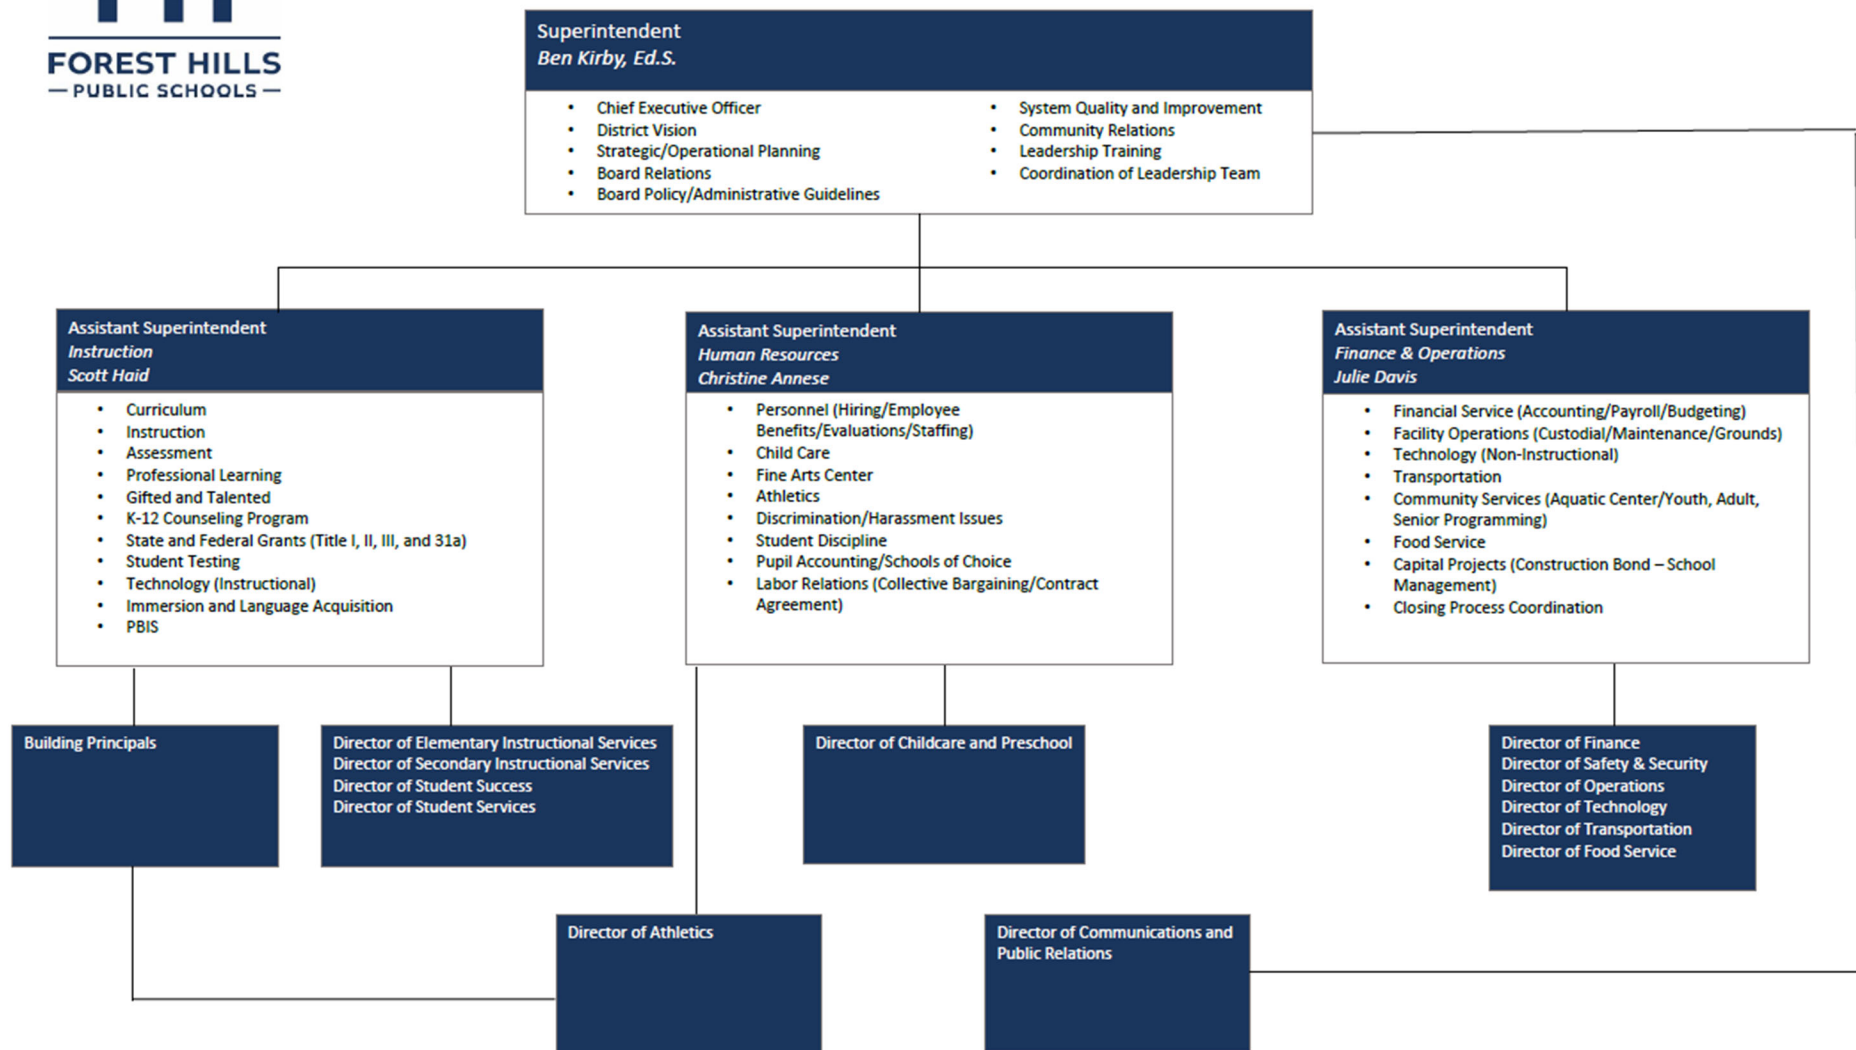 FOREST HILLS
PUBLIC SCHOOLS
Superintendent
Ben Kirby, Ed.S.
• Chief Executive Officer
• District Vision
• Strategic/Operational Planning
• Board Relations
• Board Policy/Administrative Guidelines
• System Quality and Improvement
• Community Relations
• Leadership Training
• Coordination of Leadership Team
Assistant Superintendent
Instruction
Scott Haid
• Curriculum
• Instruction
• Assessment
• Professional Learning
• Gifted and Talented
• K-12 Counseling Program
• State and Federal Grants (Title I, II, III, and 31a)
• Student Testing
• Technology (Instructional)
• Immersion and Language Acquisition
• PBIS
Assistant Superintendent
Human Resources
Christine Annese
• Personnel (Hiring/Employee
Benefits/Evaluations/Staffing)
• Child Care
• Fine Arts Center
• Athletics
• Discrimination/Harassment Issues
• Student Discipline
• Pupil Accounting/Schools of Choice
• Labor Relations (Collective Bargaining/Contract
Agreement)
Assistant Superintendent
Finance & Operations
Julie Davis
• Financial Service (Accounting/Payroll/Budgeting)
• Facility Operations (Custodial/Maintenance/Grounds)
• Technology (Non-Instructional)
• Transportation
• Community Services (Aquatic Center/Youth, Adult,
Senior Programming)
• Food Service
• Capital Projects (Construction Bond – School
Management)
• Closing Process Coordination
Building Principals
Director of Elementary Instructional Services
Director of Secondary Instructional Services
Director of Student Success
Director of Student Services
Director of Childcare and Preschool
Director of Finance
Director of Safety & Security
Director of Operations
Director of Technology
Director of Transportation
Director of Food Service
Director of Athletics
Director of Communications and
Public Relations